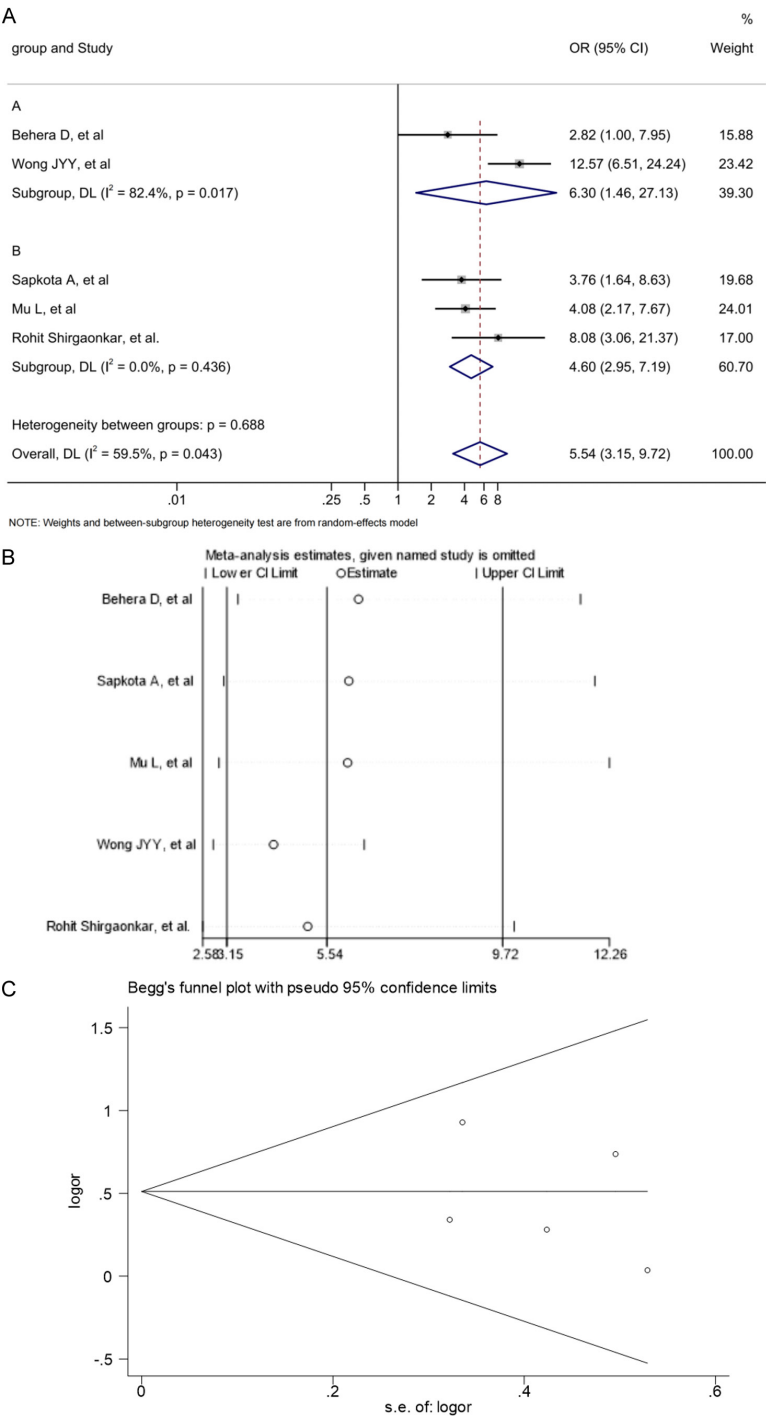 A
%
group and Study OR (95% CI) Weight
A
Behera D, et al 2.82 (1.00, 7.95) 15.88
Wong JYY, et al 12.57 (6.51, 24.24) 23.42
Subgroup, DL (I² = 82.4%, p = 0.017) 6.30 (1.46, 27.13) 39.30
B
Sapkota A, et al 3.76 (1.64, 8.63) 19.68
Mu L, et al 4.08 (2.17, 7.67) 24.01
Rohit Shirgaonkar, et al. 8.08 (3.06, 21.37) 17.00
Subgroup, DL (I² = 0.0%, p = 0.436) 4.60 (2.95, 7.19) 60.70
Heterogeneity between groups: p = 0.688
Overall, DL (I² = 59.5%, p = 0.043) 5.54 (3.15, 9.72) 100.00
.01 .25 .5 1 2 4 6 8
NOTE: Weights and between-subgroup heterogeneity test are from random-effects model
B
Meta-analysis estimates, given named study is omitted
Lower CI Limit Estimate Upper CI Limit
Behera D, et al
Sapkota A, et al
Mu L, et al
Wong JYY, et al
Rohit Shirgaonkar, et al.
2.58 3.15 5.54 9.72 12.26
C
Begg's funnel plot with pseudo 95% confidence limits
1.5
1
.5
0
-.5
logor
0 .2 .4 .6
s.e. of: logor